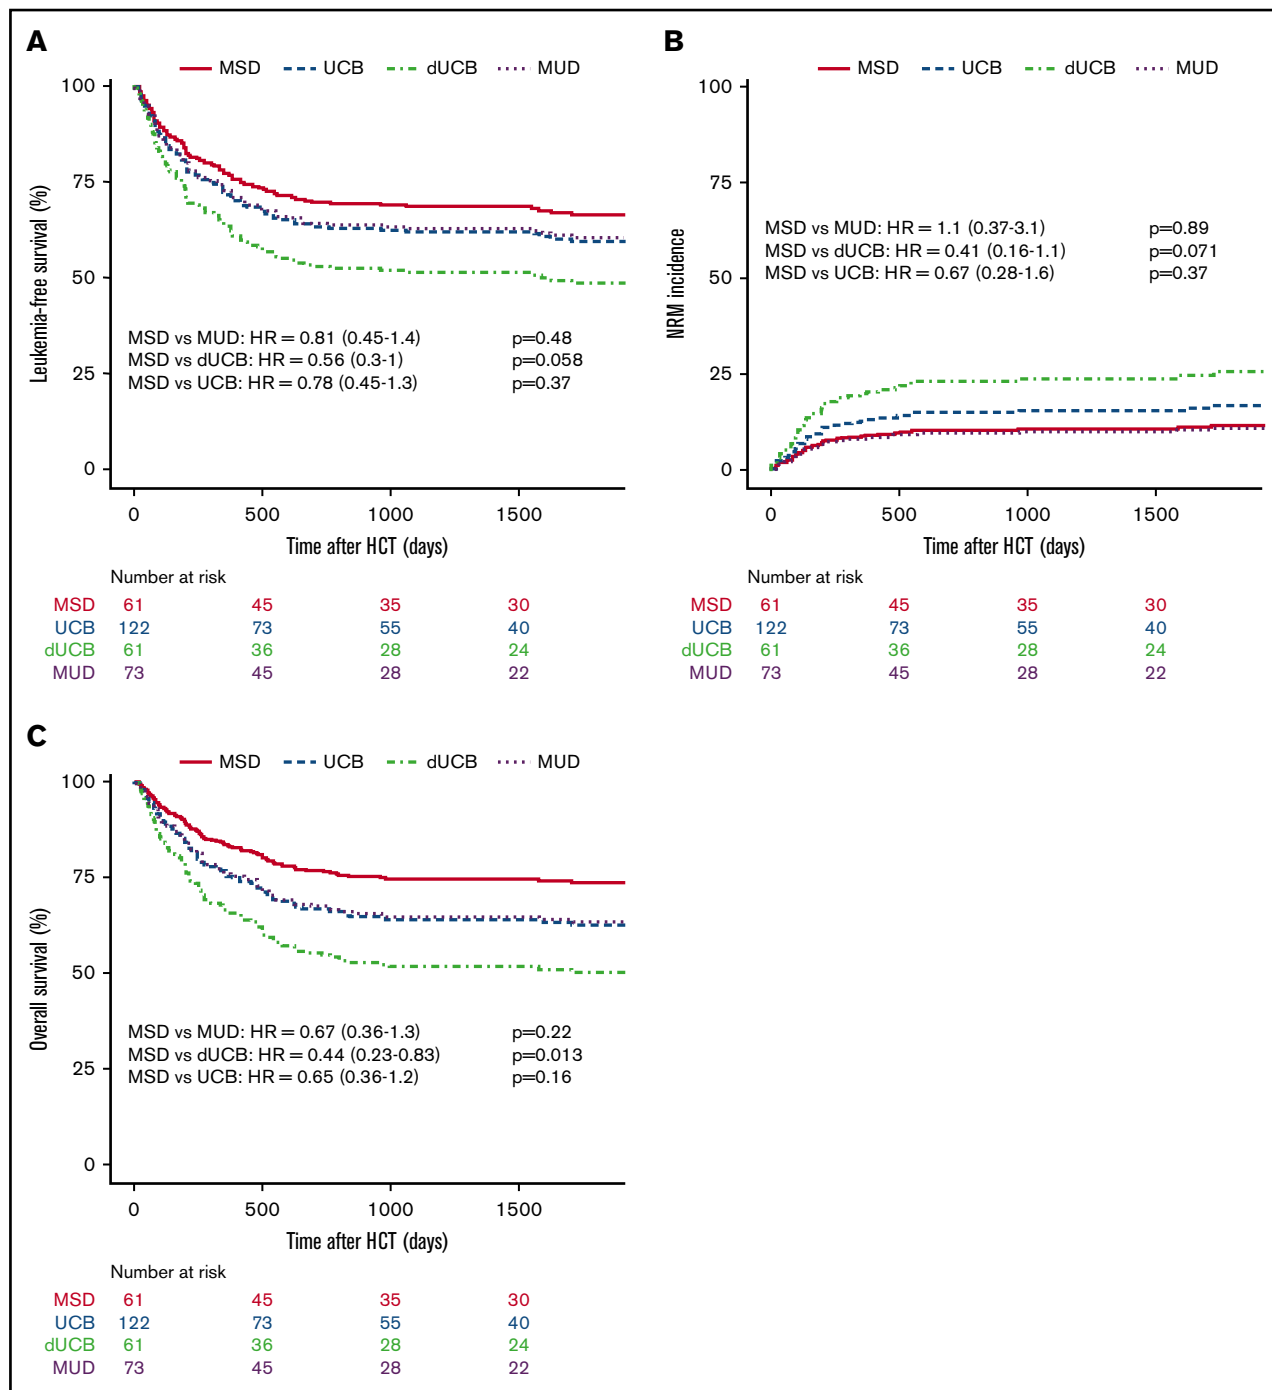 A
MSD UCB dUCB MUD
100
75
50
25
0
Leukemia-free survival (%)
MSD vs MUD: HR = 0.81 (0.45-1.4) p=0.48
MSD vs dUCB: HR = 0.56 (0.3-1) p=0.058
MSD vs UCB: HR = 0.78 (0.45-1.3) p=0.37
0 500 1000 1500
Time after HCT (days)
Number at risk
MSD 61 45 35 30
UCB 122 73 55 40
dUCB 61 36 28 24
MUD 73 45 28 22
B
MSD UCB dUCB MUD
100
75
50
25
0
NRM incidence
MSD vs MUD: HR = 1.1 (0.37-3.1) p=0.89
MSD vs dUCB: HR = 0.41 (0.16-1.1) p=0.071
MSD vs UCB: HR = 0.67 (0.28-1.6) p=0.37
0 500 1000 1500
Time after HCT (days)
Number at risk
MSD 61 45 35 30
UCB 122 73 55 40
dUCB 61 36 28 24
MUD 73 45 28 22
C
MSD UCB dUCB MUD
100
75
50
25
0
Overall survival (%)
MSD vs MUD: HR = 0.67 (0.36-1.3) p=0.22
MSD vs dUCB: HR = 0.44 (0.23-0.83) p=0.013
MSD vs UCB: HR = 0.65 (0.36-1.2) p=0.16
0 500 1000 1500
Time after HCT (days)
Number at risk
MSD 61 45 35 30
UCB 122 73 55 40
dUCB 61 36 28 24
MUD 73 45 28 22